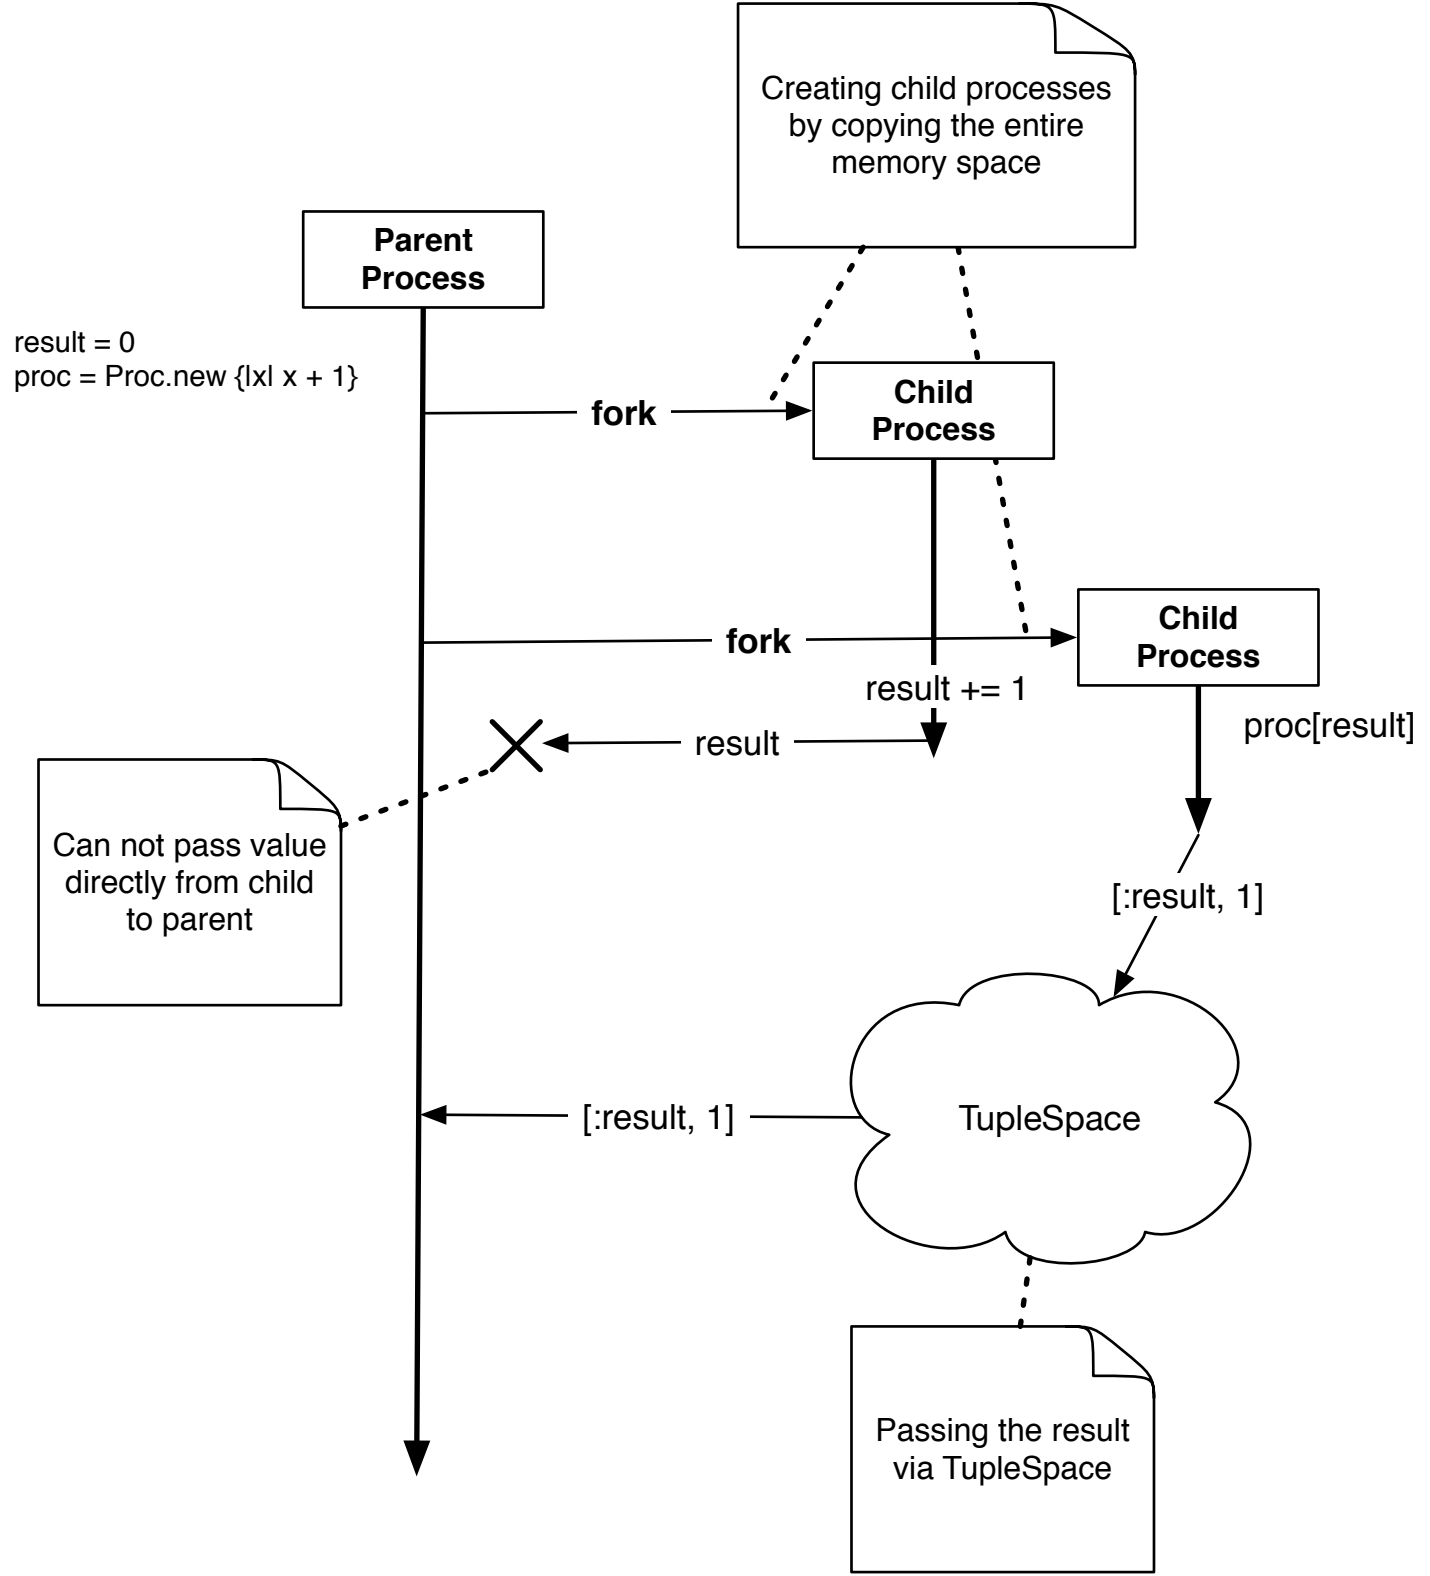 Creating child processes
by copying the entire
memory space
Parent
Process
result = 0
proc = Proc.new {|x| x + 1}
fork
Child
Process
fork
Child
Process
result += 1
proc[result]
result
Can not pass value
directly from child
to parent
[:result, 1]
[:result, 1]
TupleSpace
Passing the result
via TupleSpace